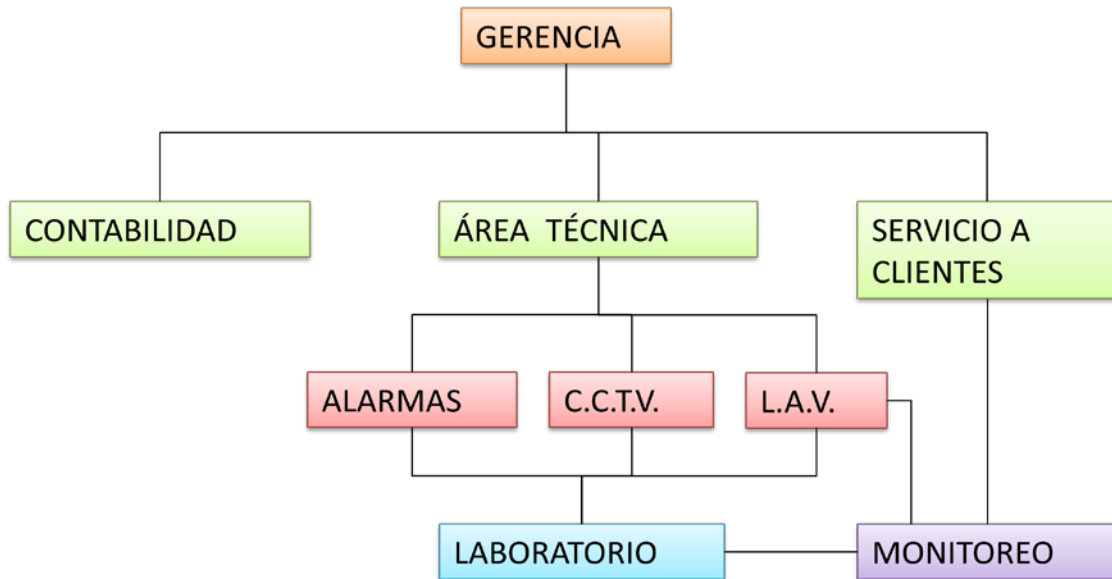 GERENCIA
CONTABILIDAD
ÁREA TÉCNICA
SERVICIO A
CLIENTES
ALARMAS
C.C.T.V.
L.A.V.
LABORATORIO
MONITOREO